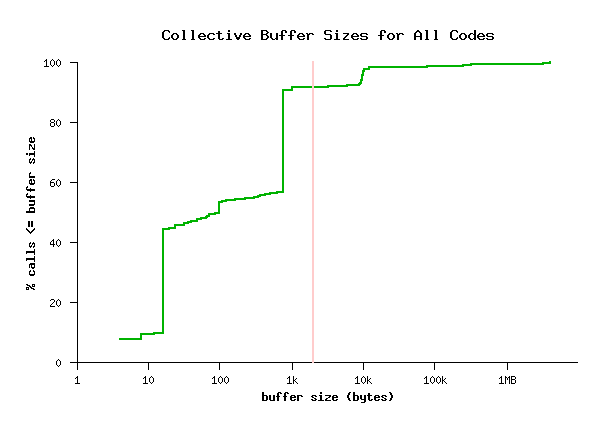 Collective Buffer Sizes for All Codes
100
80
60
40
20
0
% calls <= buffer size
1 10 100 1k 10k 100k 1MB
buffer size (bytes)